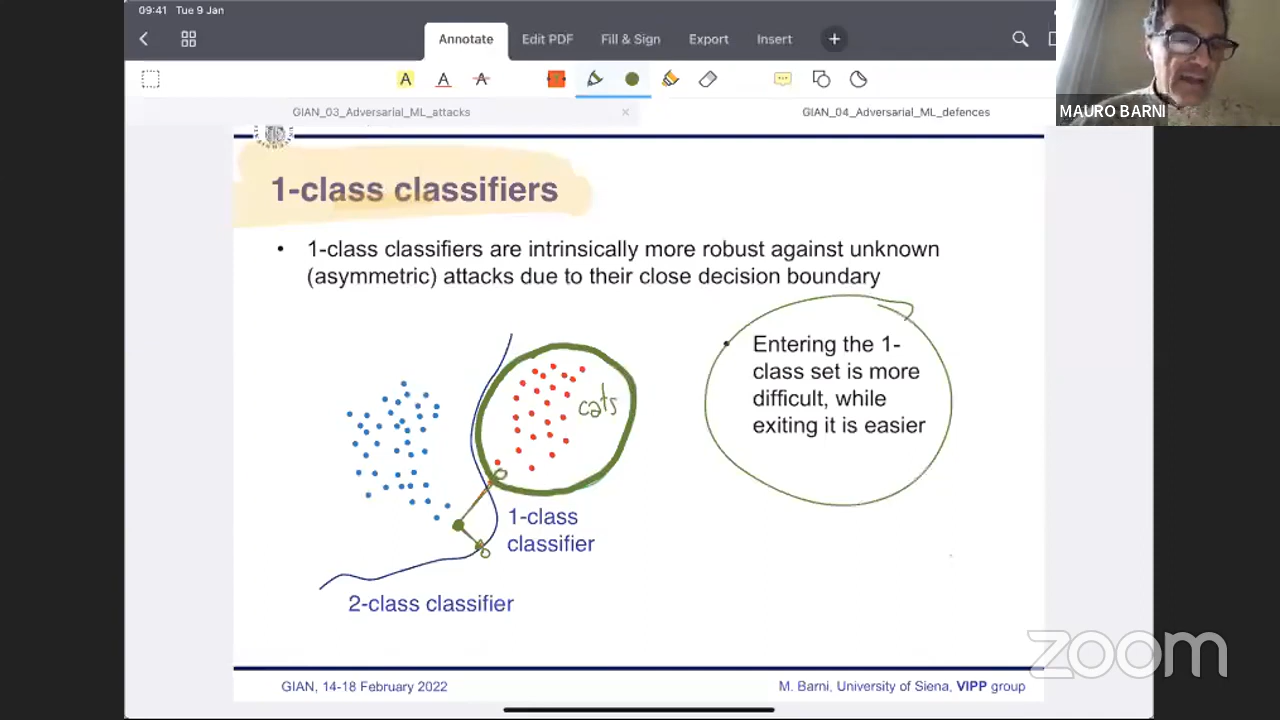 09:41 Tue 9 Jan
Annotate Edit PDF Fill & Sign Export Insert
A A A
GIAN_03_Adversarial_ML_attacks × GIAN_04_Adversarial_ML_defences
MAURO BARNI
1-class classifiers
• 1-class classifiers are intrinsically more robust against unknown
(asymmetric) attacks due to their close decision boundary
cats
• Entering the 1-
class set is more
difficult, while
exiting it is easier
1-class
classifier
2-class classifier
zoom
GIAN, 14-18 February 2022
M. Barni, University of Siena, VIPP group